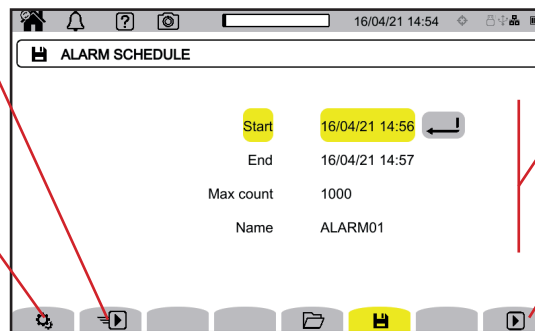 16/04/21 14:54
ALARM SCHEDULE
Start 16/04/21 14:56
End 16/04/21 14:57
Max count 1000
Name ALARM01